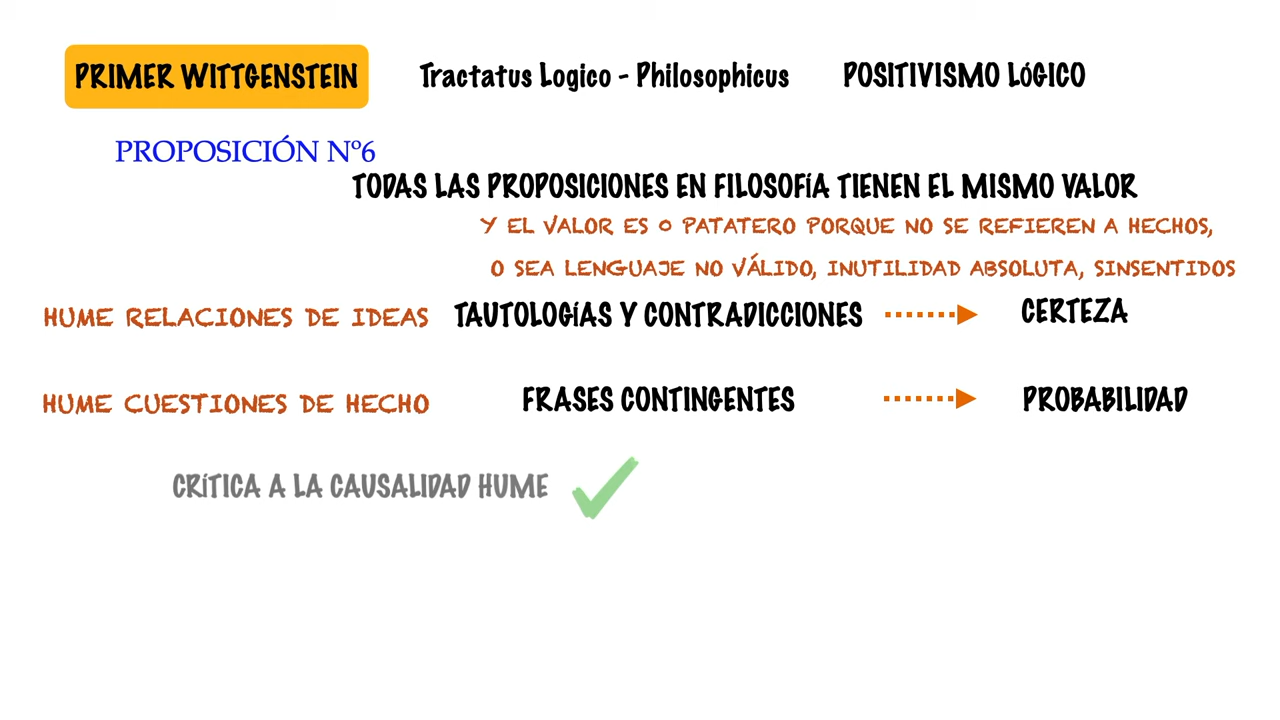 PRIMER WITTGENSTEIN Tractatus Logico - Philosophicus POSITIVISMO LÓGICO
PROPOSICIÓN Nº6
TODAS LAS PROPOSICIONES EN FILOSOFÍA TIENEN EL MISMO VALOR
Y EL VALOR ES 0 PATATERO PORQUE NO SE REFIEREN A HECHOS,
O SEA LENGUAJE NO VÁLIDO, INUTILIDAD ABSOLUTA, SINSENTIDOS
HUME RELACIONES DE IDEAS TAUTOLOGÍAS Y CONTRADICCIONES CERTEZA
HUME CUESTIONES DE HECHO FRASES CONTINGENTES PROBABILIDAD
CRÍTICA A LA CAUSALIDAD HUME